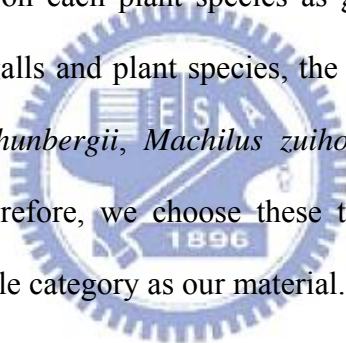 on each plant species as g
alls and plant species, the
hunbergii, Machilus zuiho
refore, we choose these t
le category as our material.
E S
1896